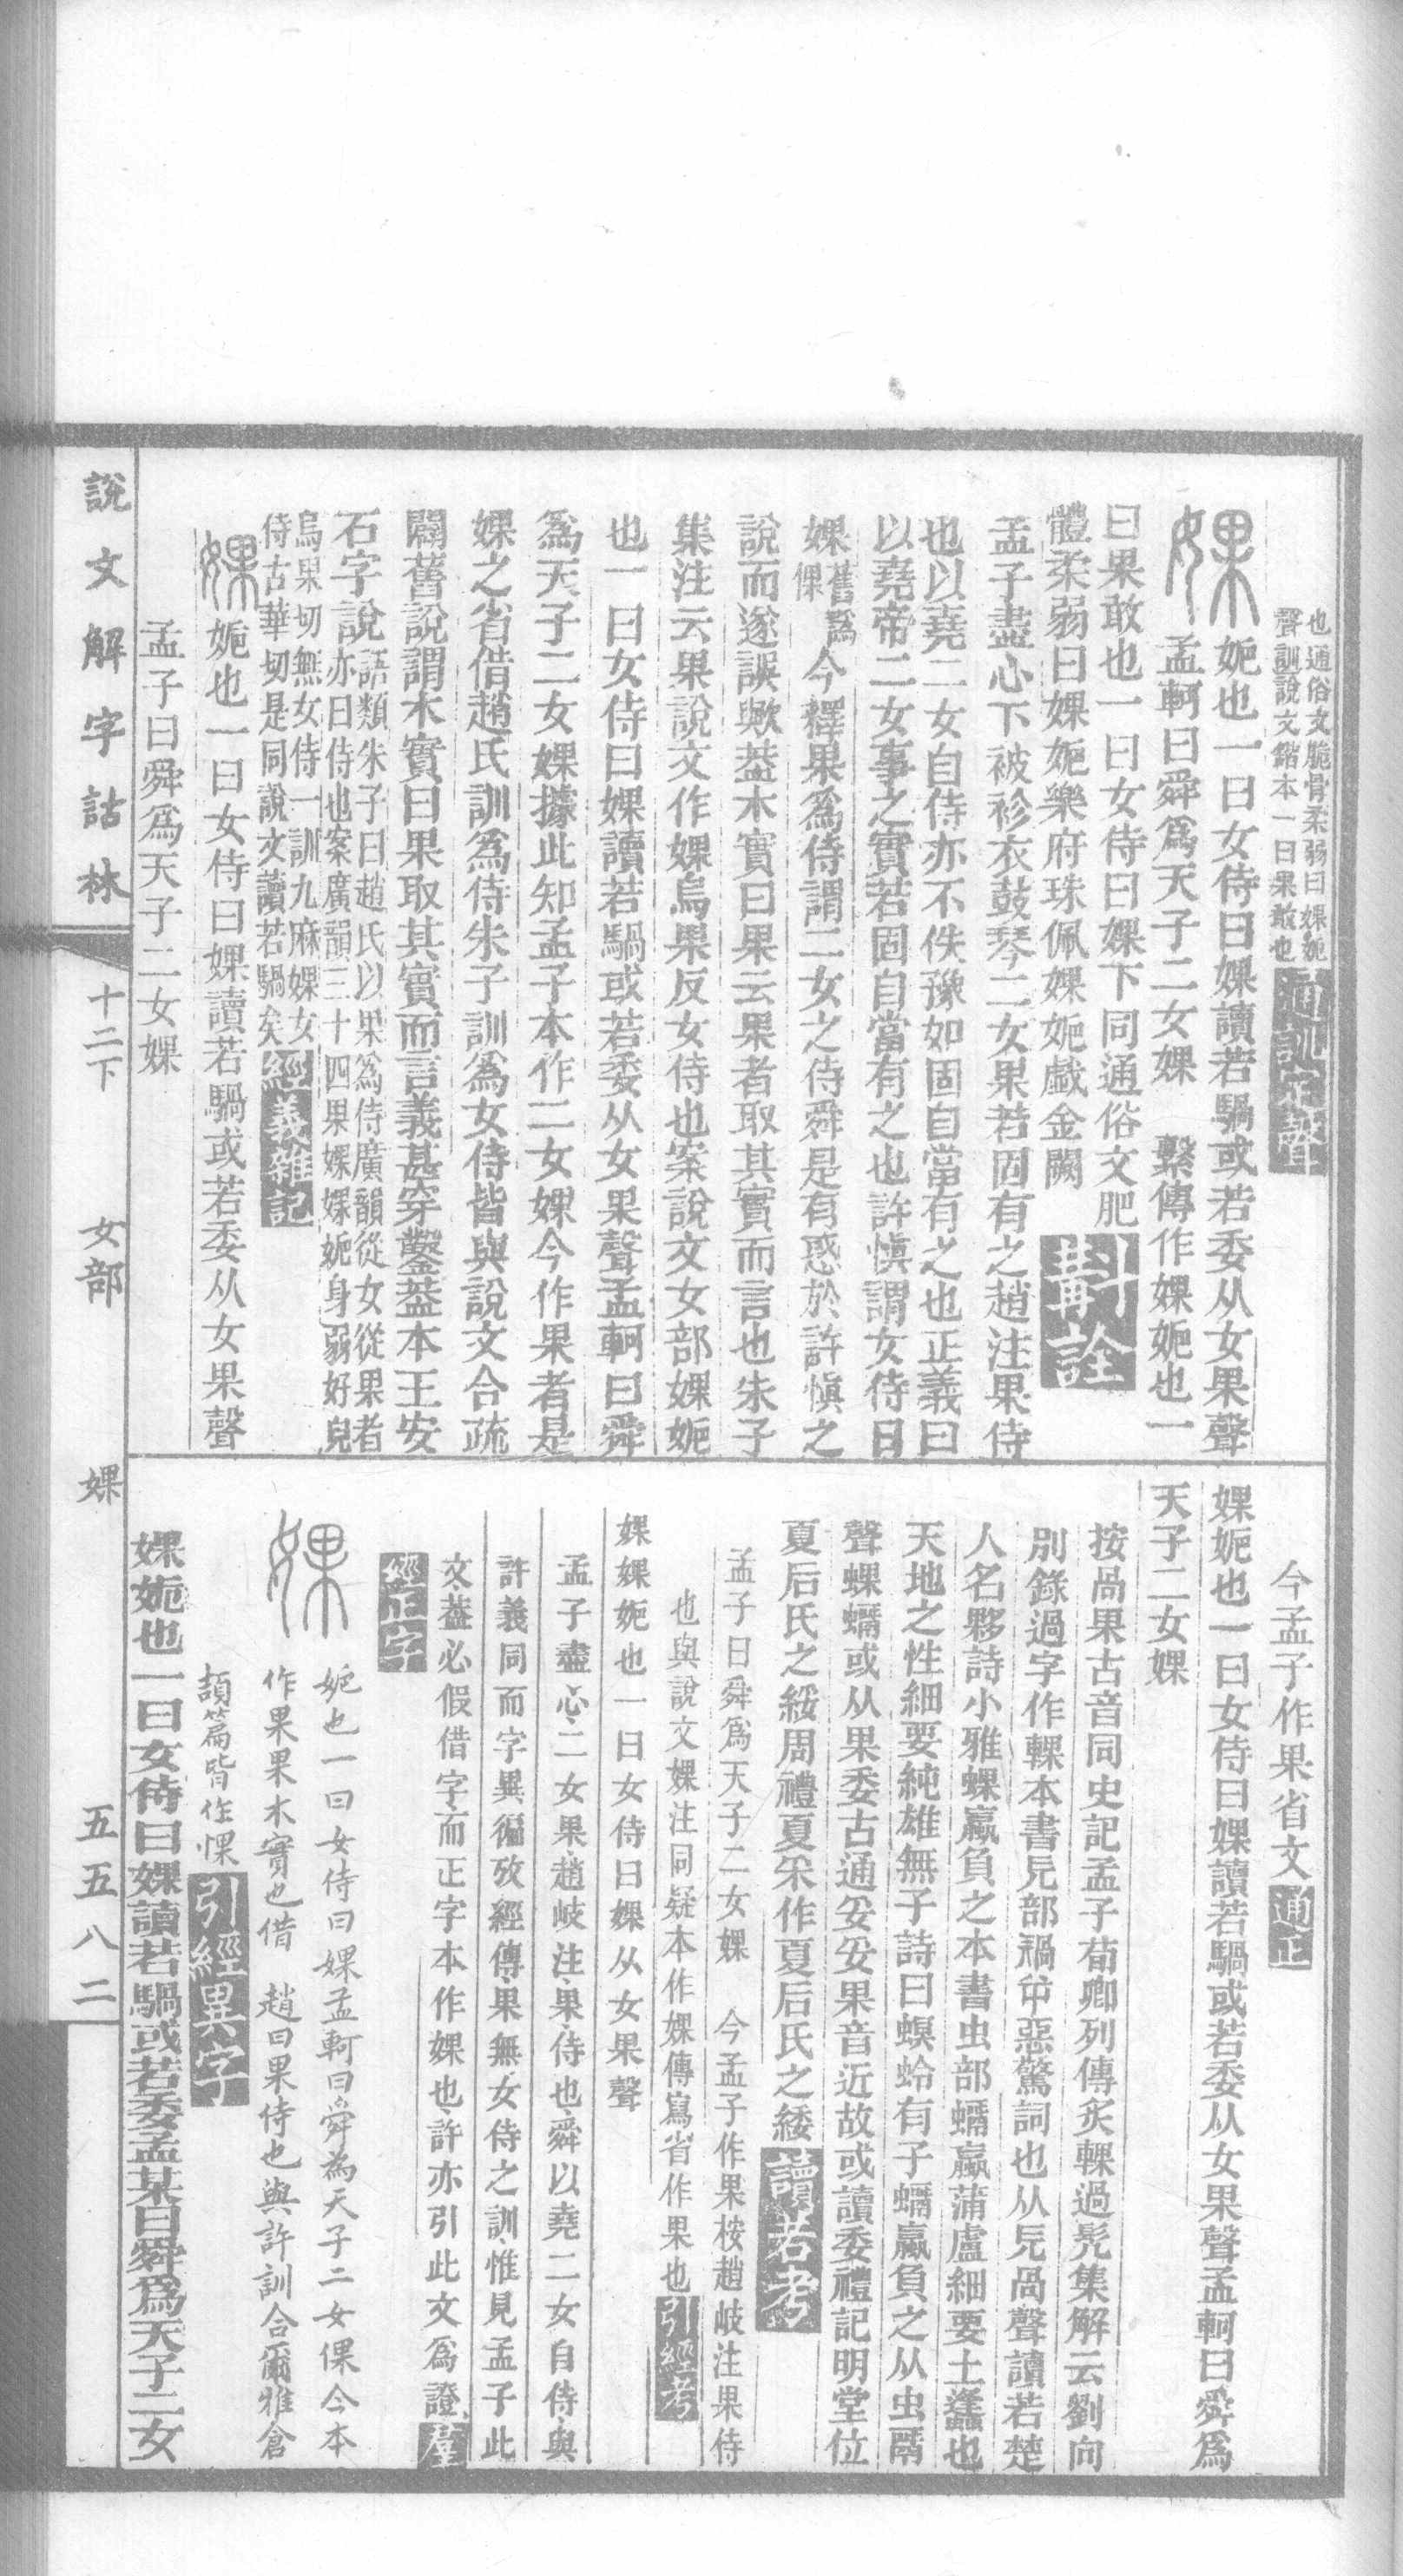 也通俗文脆骨柔弱曰婐妮
聲訓說文鍇本一曰果敢也
通訓定聲
婐
婉也一曰女侍曰婐讀若騧或若委从女果聲
孟軻曰舜爲天子二女婐 繫傳作婐妮也一
曰果敢也一曰女侍曰婐下同通俗文肥
體柔弱曰婐妮樂府珠佩婐妮戲金闕
斠詮
孟子盡心下被袗衣鼓琴二女果若固有之趙注果侍
也以堯二女自侍亦不佚豫如固自當有之也正義曰
以堯帝二女事之實若固自當有之也許愼謂女侍曰
婐舊爲倮今釋果爲侍謂二女之侍舜是有惑於許愼之
說而遂誤歟葢木實曰果云果者取其實而言也朱子
集注云果說文作婐烏果反女侍也案說文女部婐妮
也一曰女侍曰婐讀若騧或若委从女果聲孟軻曰舜
爲天子二女婐據此知孟子本作二女婐今作果者是
婐之省借趙氏訓爲侍朱子訓爲女侍皆與說文合疏
闢舊說謂木實曰果取其實而言義甚穿鑿葢本王安
石字說語類朱子曰趙氏以果爲侍廣韻從女從果者
亦曰侍也案廣韻三十四果婐婐妮身弱好皃
烏果切無女侍一訓九麻婐女
侍古華切是同說文讀若騧矣
經義雜記
婐
妮也一曰女侍曰婐讀若騧或若委从女果聲
孟子曰舜爲天子二女婐
今孟子作果省文
通正
婐妮也一曰女侍曰婐讀若騧或若委从女果聲孟軻曰舜爲
天子二女婐
按咼果古音同史記孟子荀卿列傳炙輠過髠集解云劉向
別錄過字作輠本書旡部䙼屰惡驚詞也从旡咼聲讀若楚
人名夥詩小雅蜾蠃負之本書虫部蠣蠃蒲盧細要土蠭也
天地之性細要純雄無子詩曰螟蛉有子蠣蠃負之从虫𠾅
聲蜾蠣或从果委古通妥妥果音近故或讀委禮記明堂位
夏后氏之綏周禮夏采作夏后氏之緌
讀若考
孟子曰舜爲天子二女婐 今孟子作果桉趙岐注果侍
也與說文婐注同疑本作婐傳寫省作果也
引經考
婐婐妮也一曰女侍曰婐从女果聲
孟子盡心二女果趙岐注果侍也舜以堯二女自侍與
許義同而字異徧攷經傳果無女侍之訓惟見孟子此
文葢必假借字而正字本作婐也許亦引此文爲證
經正字
婐
妮也一曰女侍曰婐孟軻曰舜為天子二女倮今本
作果果木實也借 趙曰果侍也與許訓合爾雅倉
頡篇皆作惈
引經異字
婐妮也一曰女侍曰婐讀若騧或若委孟某曰舜爲天子二女
說文解字詁林
十二下
女部
婐
五五八二